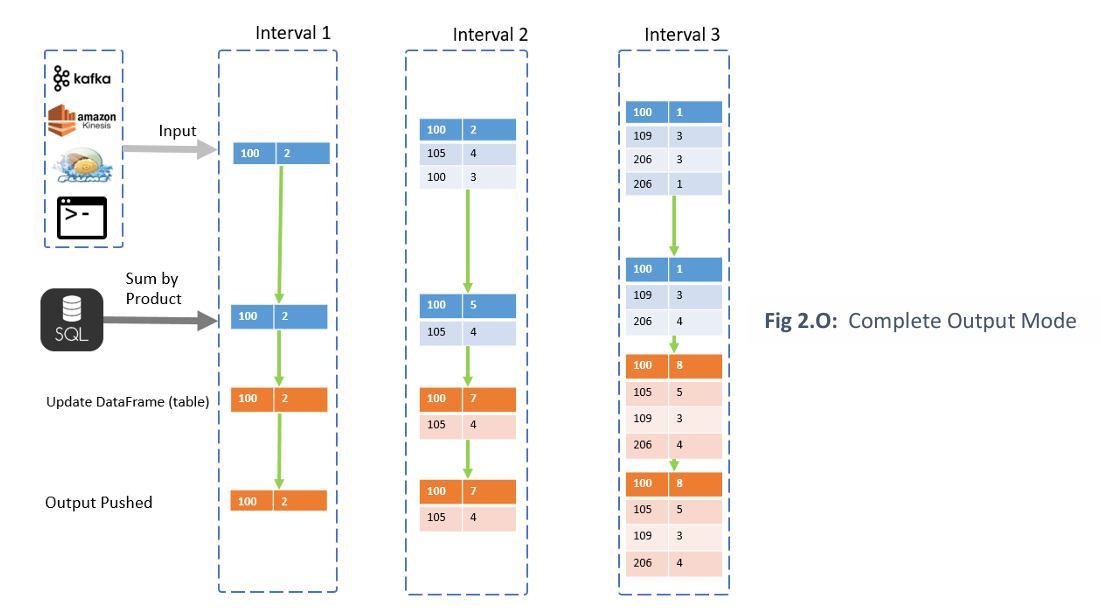 Interval 1
Interval 2
Interval 3
kafka
amazon
Kinesis
Input
>-
100 2
100 2
105 4
100 3
100 1
109 3
206 3
206 1
Sum by
Product
SQL
100 2
100 5
105 4
100 1
109 3
206 4
Fig 2.O: Complete Output Mode
Update DataFrame (table)
100 2
100 7
105 4
100 8
105 5
109 3
206 4
Output Pushed
100 2
100 7
105 4
100 8
105 5
109 3
206 4